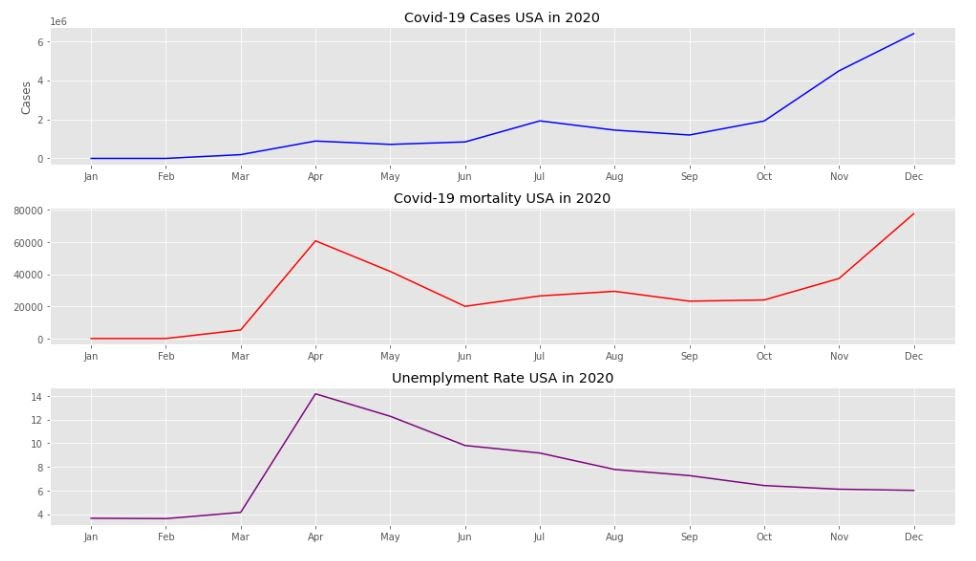 Covid-19 Cases USA in 2020
1e6
6
4
2
0
Cases
Jan Feb Mar Apr May Jun Jul Aug Sep Oct Nov Dec
Covid-19 mortality USA in 2020
80000
60000
40000
20000
0
Jan Feb Mar Apr May Jun Jul Aug Sep Oct Nov Dec
Unemplyment Rate USA in 2020
14
12
10
8
6
4
Jan Feb Mar Apr May Jun Jul Aug Sep Oct Nov Dec